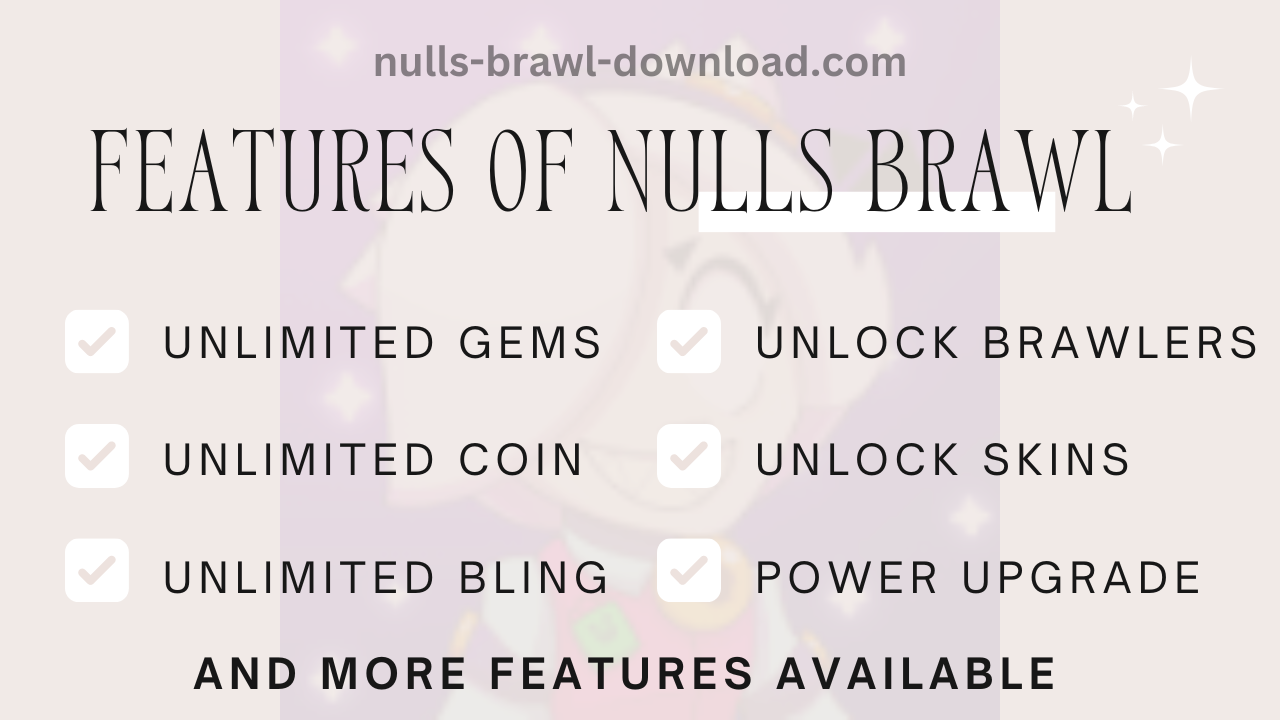 nulls-brawl-download.com
FEATURES OF NULLS BRAWL
UNLIMITED GEMS
UNLOCK BRAWLERS
UNLIMITED COIN
UNLOCK SKINS
UNLIMITED BLING
POWER UPGRADE
AND MORE FEATURES AVAILABLE